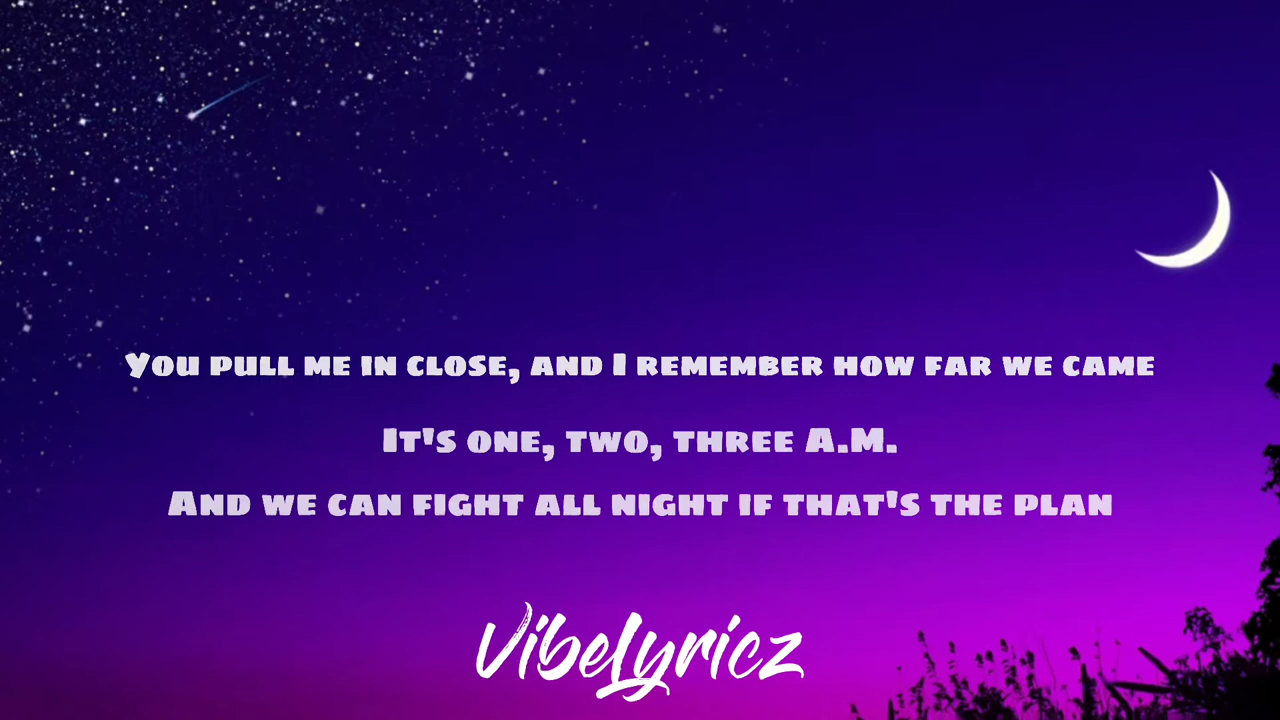 You pull me in close, and I remember how far we came
It's one, two, three A.M.
And we can fight all night if that's the plan
VibeLyricz